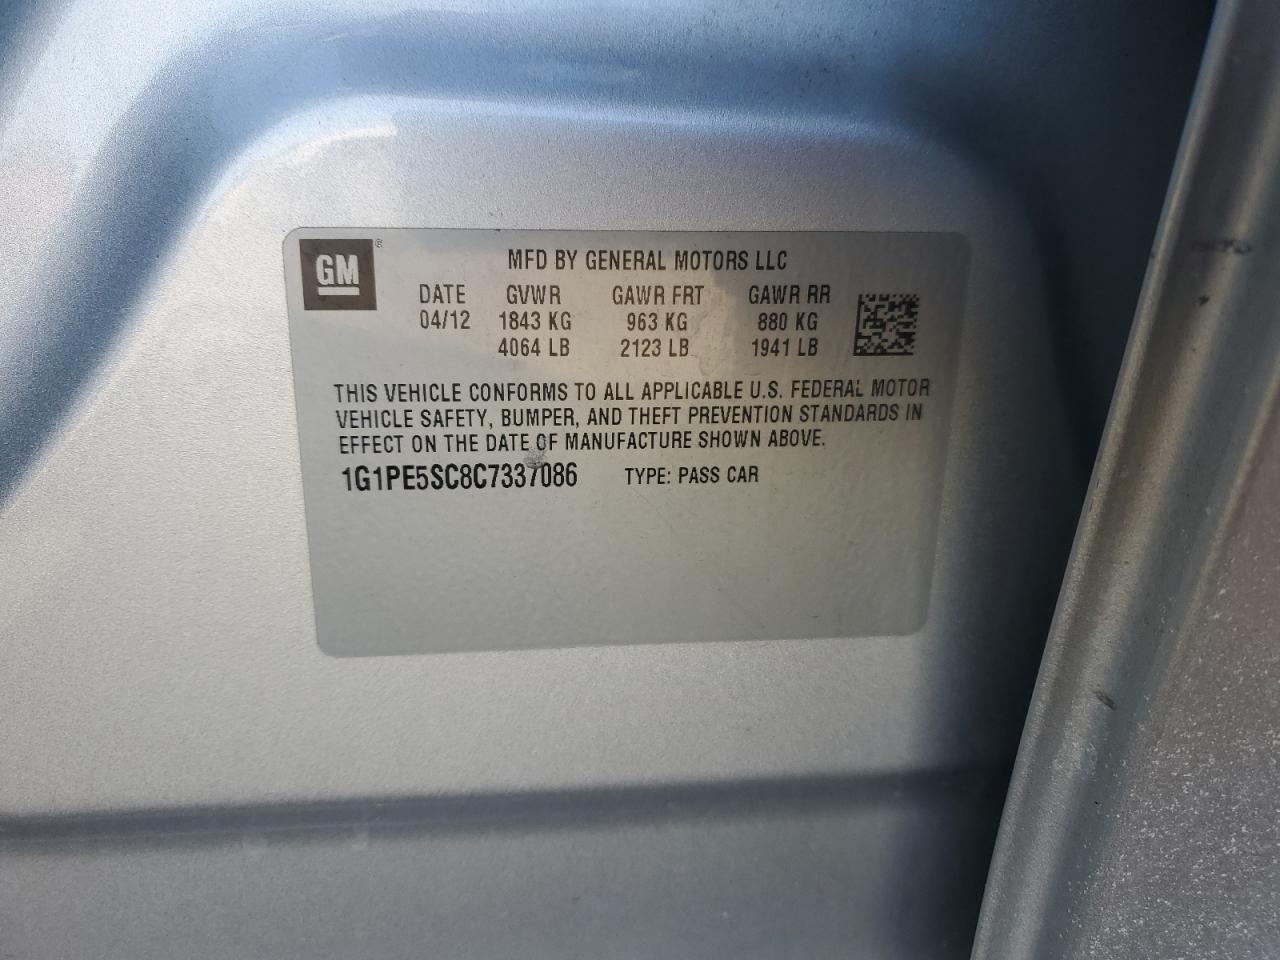 GM
MFD BY GENERAL MOTORS LLC
DATE GVWR GAWR FRT GAWR RR
04/12 1843 KG 963 KG 880 KG
4064 LB 2123 LB 1941 LB
THIS VEHICLE CONFORMS TO ALL APPLICABLE U.S. FEDERAL MOTOR
VEHICLE SAFETY, BUMPER, AND THEFT PREVENTION STANDARDS IN
EFFECT ON THE DATE OF MANUFACTURE SHOWN ABOVE.
1G1PE5SC8C7337086 TYPE: PASS CAR